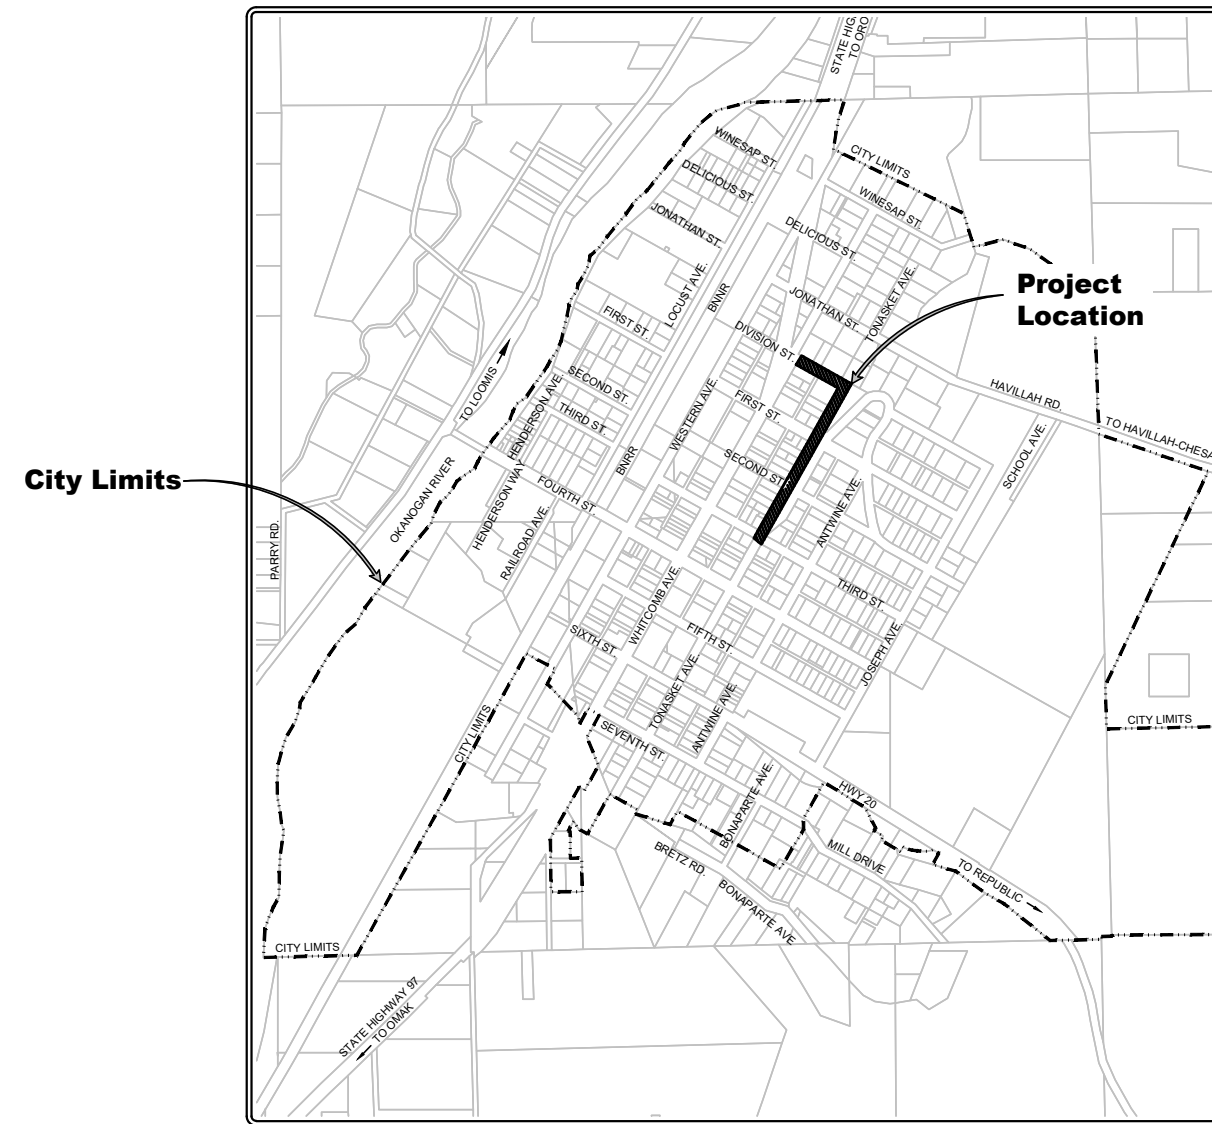 STATE HIG
TO ORO
WINESAP ST.
CITY LIMITS
DELICIOUS ST.
WINESAP ST.
JONATHAN ST.
DELICIOUS ST.
TONASKET AVE.
LOCUST AVE.
BNNR
JONATHAN ST.
Project
Location
FIRST ST.
DIVISION ST.
TO LOOMIS
SECOND ST.
HENDERSON AVE.
WESTERN AVE.
FIRST ST.
HAVILLAH RD.
THIRD ST.
TO HAVILLAH-CHESA
SCHOOL AVE.
BNRR
SECOND ST.
City Limits
OKANOGAN RIVER
HENDERSON WAY
FOURTH ST.
ANTWINE AVE.
PARRY RD.
RAILROAD AVE.
WHITCOMB AVE.
THIRD ST.
SIXTH ST.
FIFTH ST.
JOSEPH AVE.
TONASKET AVE.
ANTWINE AVE.
CITY LIMITS
CITY LIMITS
SEVENTH ST.
HWY 20
BONAPARTE AVE.
BRETZ RD.
MILL DRIVE
TO REPUBLIC
BONAPARTE AVE
CITY LIMITS
STATE HIGHWAY 97
TO OMAK